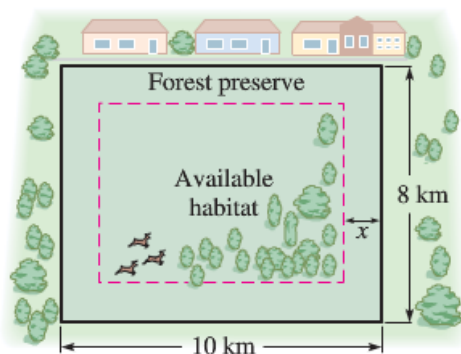 Forest preserve
Available
habitat
8 km
x
10 km